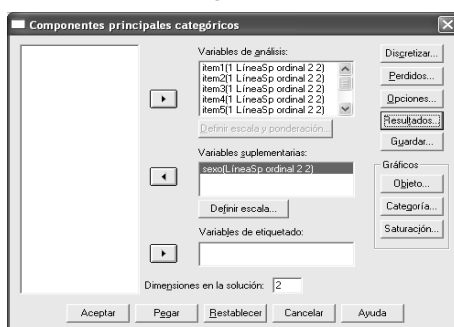 Componentes principales categóricos
Variables de análisis:
item1(1 LíneaSp ordinal 2 2)
item2(1 LíneaSp ordinal 2 2)
item3(1 LíneaSp ordinal 2 2)
item4(1 LíneaSp ordinal 2 2)
item5(1 LíneaSp ordinal 2 2)
Definir escala y ponderación...
Variables suplementarias:
sexo(LíneaSp ordinal 2 2)
Definir escala...
Variables de etiquetado:
Dimensiones en la solución: 2
Discretizar...
Perdidos...
Opciones...
Resultados...
Guardar...
Gráficos
Objeto...
Categoría...
Saturación...
Aceptar Pegar Restablecer Cancelar Ayuda